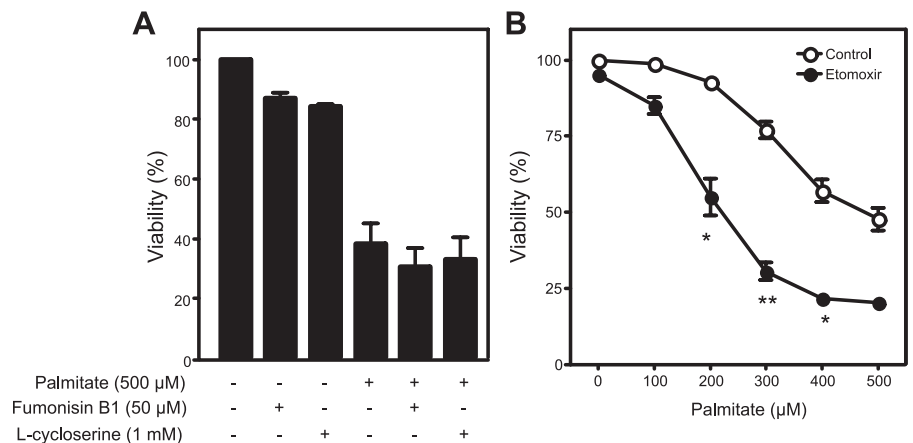 A
Viability (%)
100
80
60
40
20
0
Palmitate (500 μM) - - - + + +
Fumonisin B1 (50 μM) - + - - + -
L-cycloserine (1 mM) - - + - - +
B
Viability (%)
100
75
50
25
0
Control
Etomoxir
*
**
*
0 100 200 300 400 500
Palmitate (μM)